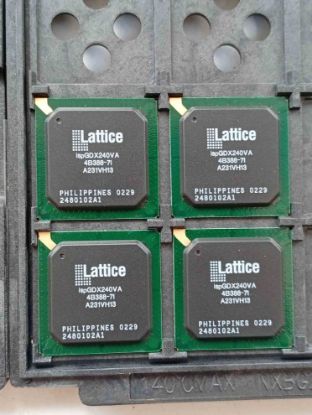 Lattice
ispGDX240VA
4B388-7I
A231VH13
PHILIPPINES 0229
2480102A1
Lattice
ispGDX240VA
4B388-7I
A231VH13
PHILIPPINES 0229
2480102A1
Lattice
ispGDX240VA
4B388-7I
A231VH13
PHILIPPINES 0229
2480102A1
Lattice
ispGDX240VA
4B388-7I
A231VH13
PHILIPPINES 0229
2480102A1